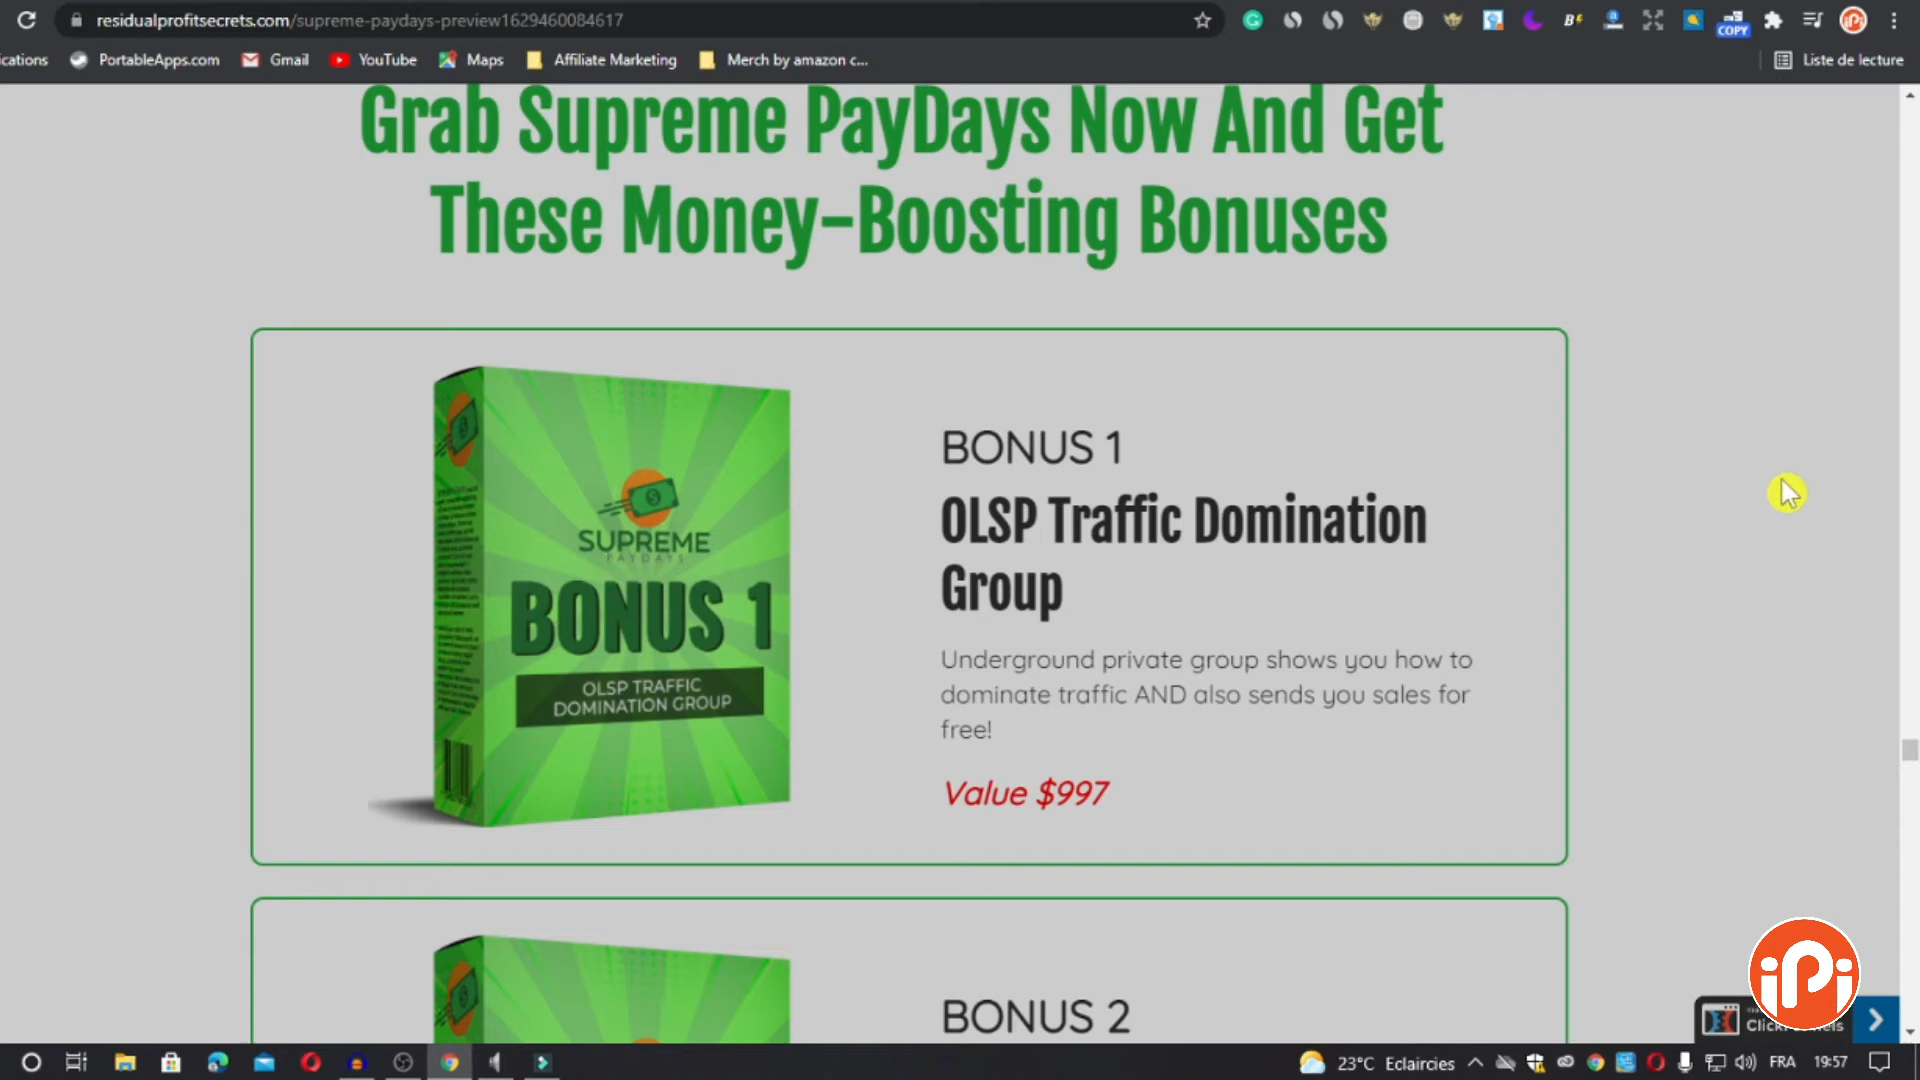 residualprofitsecrets.com/supreme-paydays-preview1629460084617
COPY
cations
PortableApps.com
Gmail
YouTube
Maps
Affiliate Marketing
Merch by amazon c...
Liste de lecture
Grab Supreme PayDays Now And Get
These Money-Boosting Bonuses
SUPREME
PAYDAYS
BONUS 1
OLSP TRAFFIC
DOMINATION GROUP
BONUS 1
OLSP Traffic Domination
Group
Underground private group shows you how to
dominate traffic AND also sends you sales for
free!
Value $997
BONUS 2
iPi
23°C Eclaircies
FRA
19:57